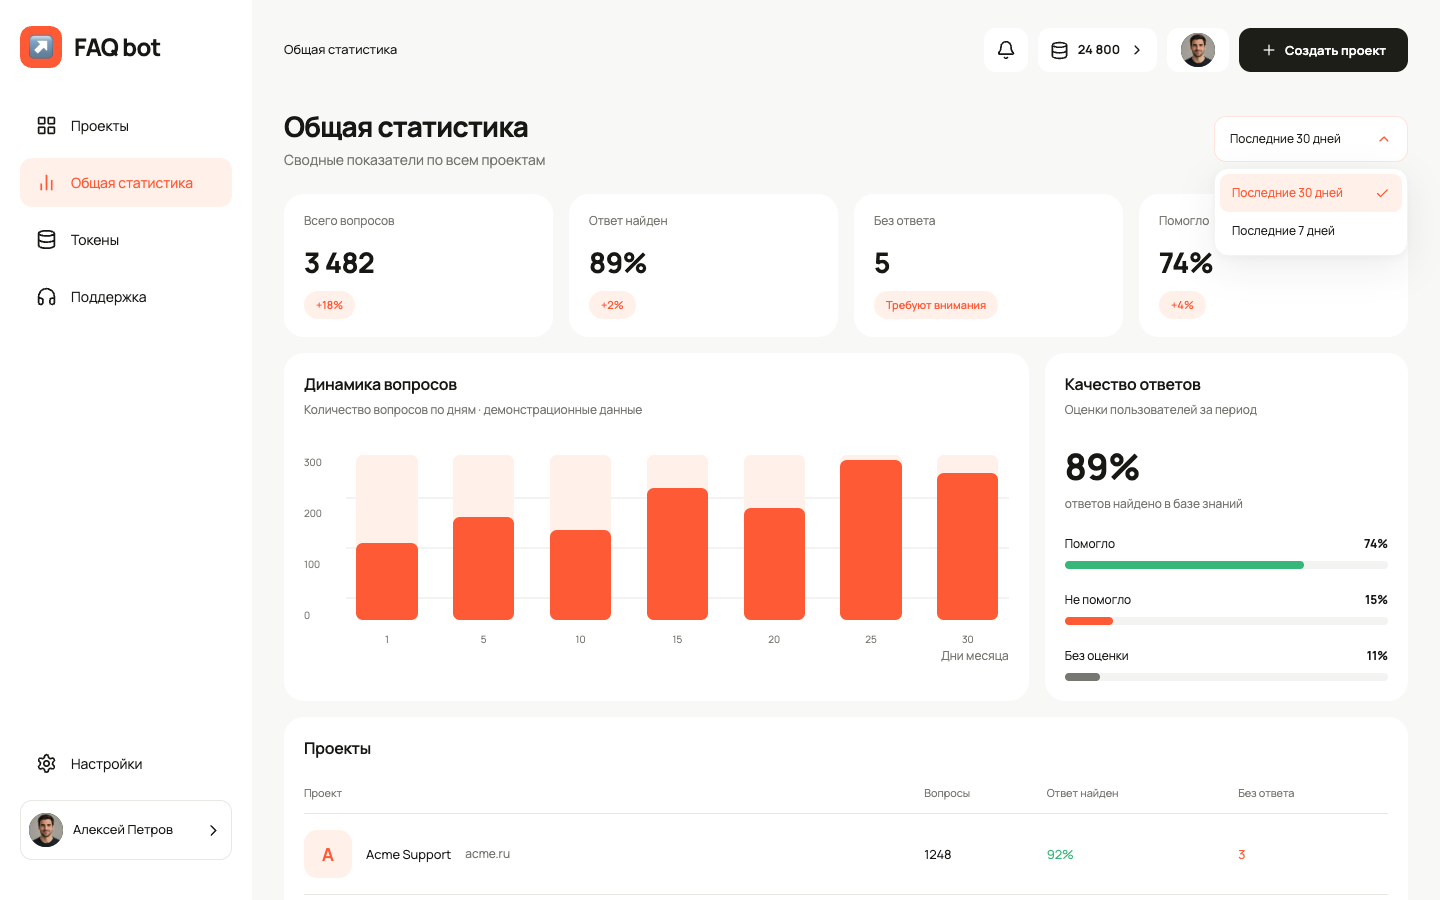 FAQ bot
Проекты
Общая статистика
Токены
Поддержка
Настройки
Алексей Петров
Общая статистика
24 800
Создать проект
Общая статистика
Сводные показатели по всем проектам
Последние 30 дней
Последние 30 дней
Последние 7 дней
Всего вопросов
3 482
+18%
Ответ найден
89%
+2%
Без ответа
5
Требуют внимания
Помогло
74%
+4%
Динамика вопросов
Количество вопросов по дням · демонстрационные данные
300
200
100
0
1 5 10 15 20 25 30
Дни месяца
Качество ответов
Оценки пользователей за период
89%
ответов найдено в базе знаний
Помогло 74%
Не помогло 15%
Без оценки 11%
Проекты
Проект Вопросы Ответ найден Без ответа
A Acme Support acme.ru 1248 92% 3